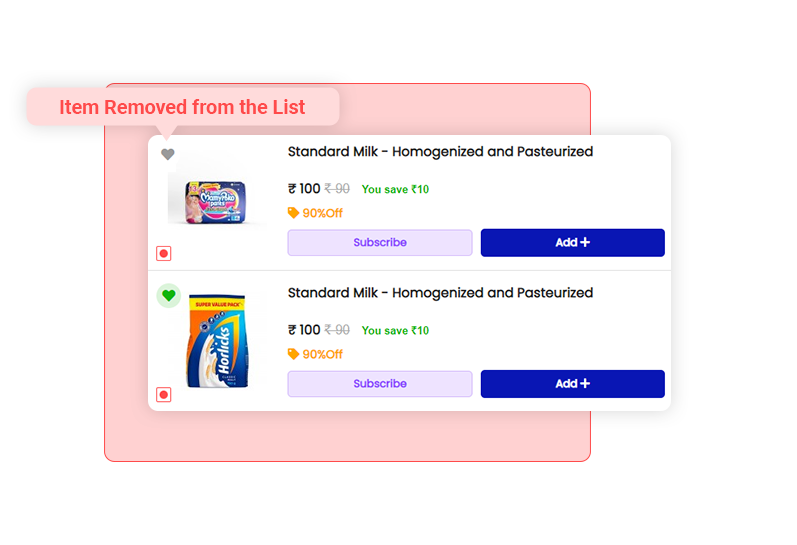 Item Removed from the List
Standard Milk - Homogenized and Pasteurized
₹ 100 ₹ 90 You save ₹10
90%Off
Subscribe
Add +
MamyPoko
pants
Standard Milk - Homogenized and Pasteurized
₹ 100 ₹ 90 You save ₹10
90%Off
Subscribe
Add +
SUPER VALUE PACK
Horlicks
CLASSIC